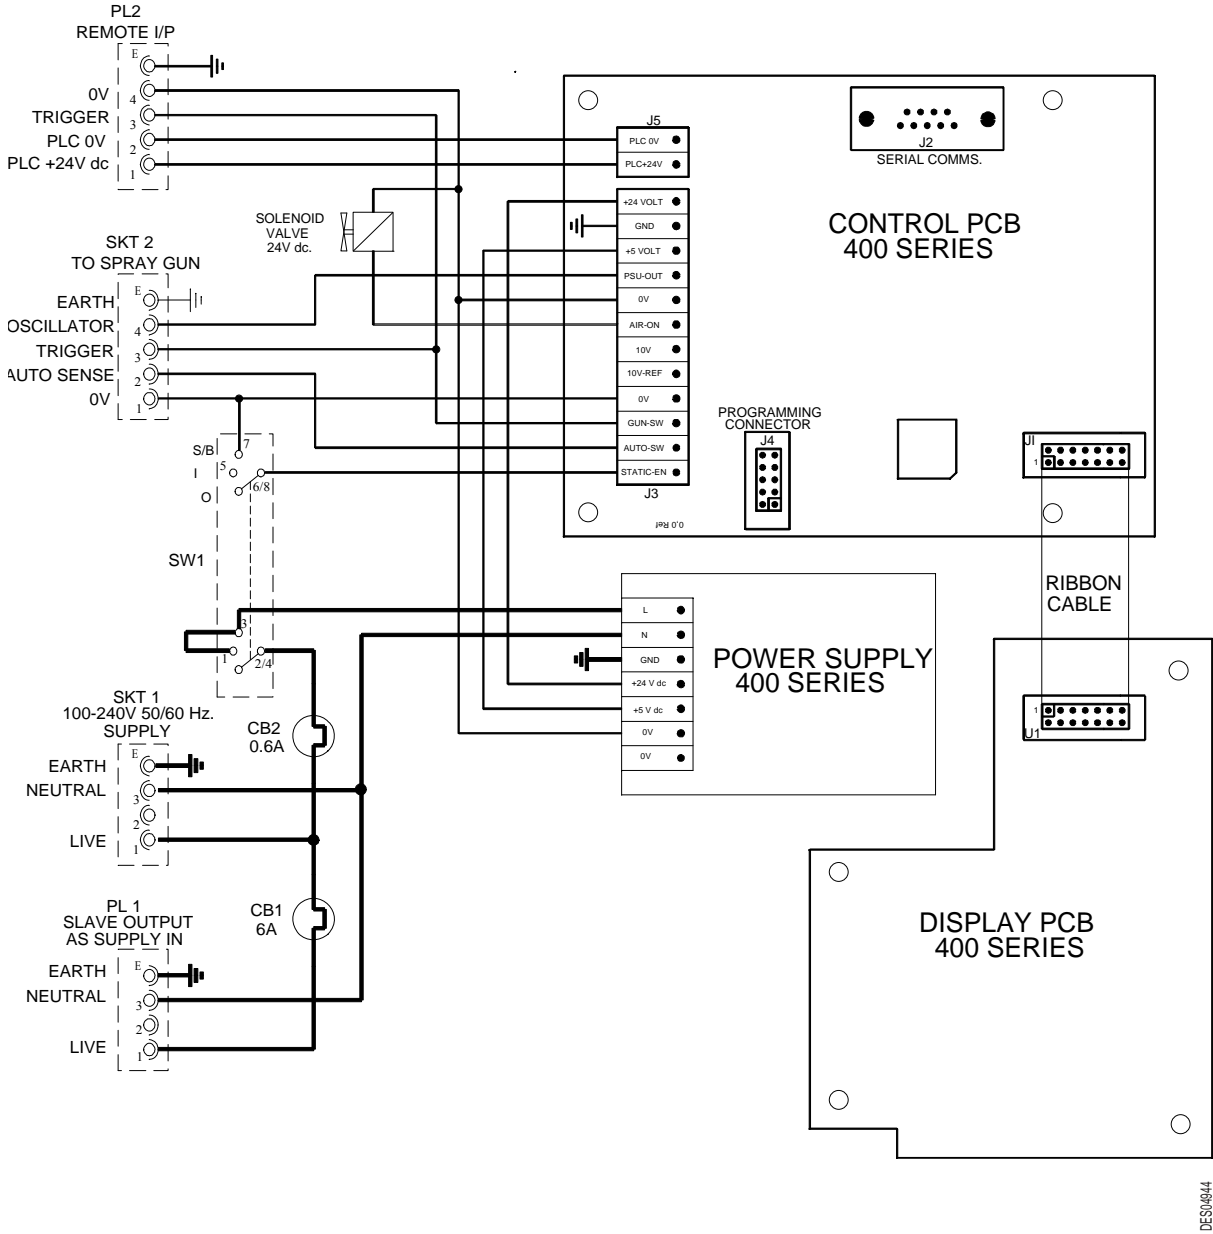 PL2
REMOTE I/P
E
0V
4
TRIGGER
3
PLC 0V
2
PLC +24V dc
1
SOLENOID
VALVE
24V dc.
SKT 2
TO SPRAY GUN
EARTH
E
OSCILLATOR
4
TRIGGER
3
AUTO SENSE
2
0V
1
J5
PLC 0V
PLC+24V
+24 VOLT
GND
+5 VOLT
PSU-OUT
0V
AIR-ON
10V
10V-REF
0V
GUN-SW
AUTO-SW
STATIC-EN
J3
0,0 Ref
J2
SERIAL COMMS.
CONTROL PCB
400 SERIES
PROGRAMMING
CONNECTOR
J4
JI
1
S/B
7
I
5
O
6/8
SW1
3
1
2/4
L
N
GND
+24 V dc
+5 V dc
0V
0V
POWER SUPPLY
400 SERIES
RIBBON
CABLE
1
U1
SKT 1
100-240V 50/60 Hz.
SUPPLY
EARTH
E
NEUTRAL
3
2
LIVE
1
CB2
0.6A
CB1
6A
PL 1
SLAVE OUTPUT
AS SUPPLY IN
EARTH
E
NEUTRAL
3
2
LIVE
1
DISPLAY PCB
400 SERIES
DES04944